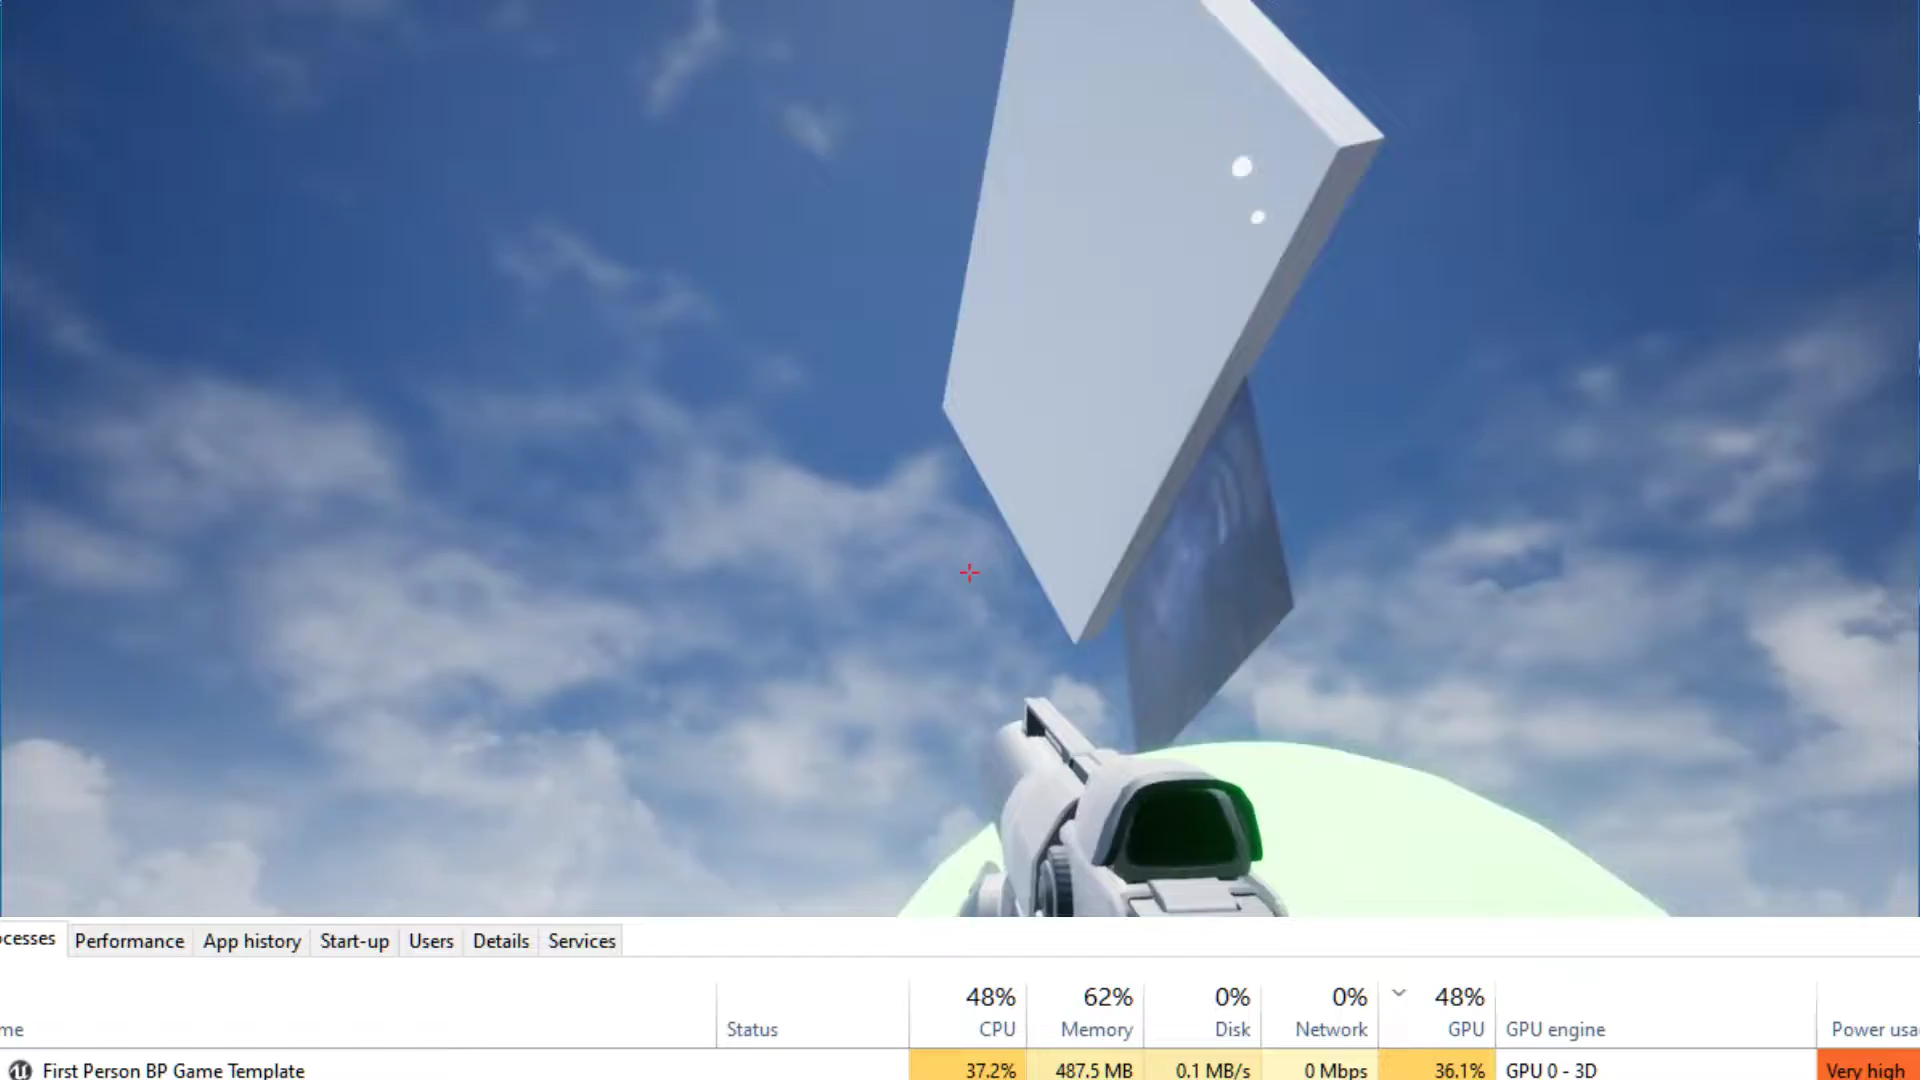 ocesses Performance App history Start-up Users Details Services
48% 62% 0% 0% 48%
me Status CPU Memory Disk Network GPU GPU engine Power usa
First Person BP Game Template 37.2% 487.5 MB 0.1 MB/s 0 Mbps 36.1% GPU 0 - 3D Very high